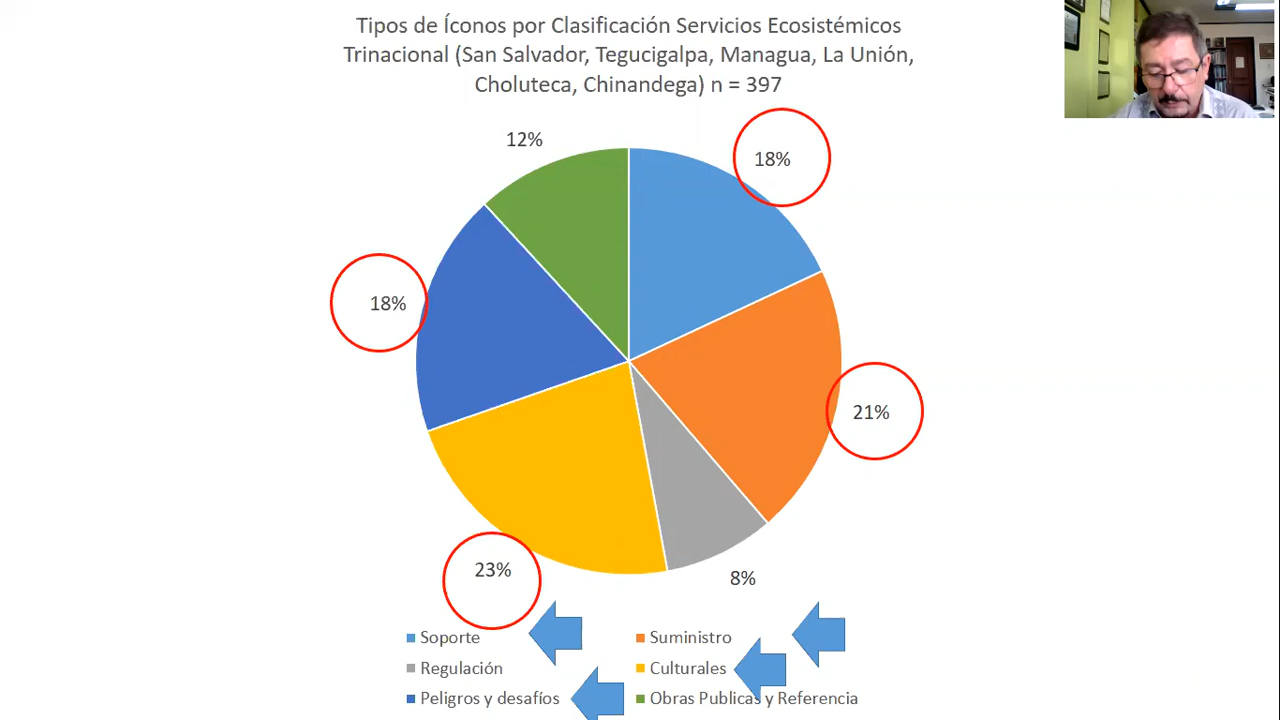 Tipos de Íconos por Clasificación Servicios Ecosistémicos
Trinacional (San Salvador, Tegucigalpa, Managua, La Unión,
Choluteca, Chinandega) n = 397
12%
18%
18%
21%
23%
8%
Soporte
Suministro
Regulación
Culturales
Peligros y desafíos
Obras Publicas y Referencia